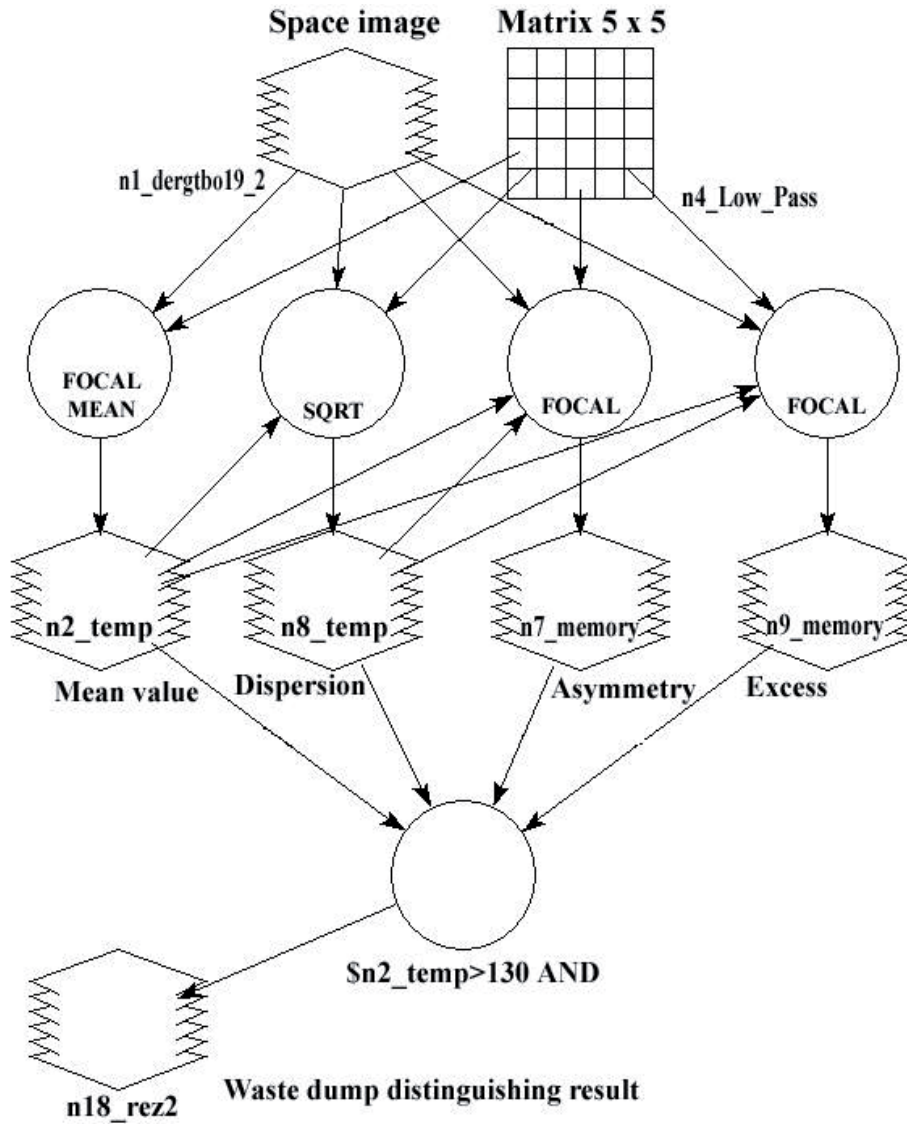 Space image
Matrix 5 x 5
n1_dergtbo19_2
n4_Low_Pass
FOCAL
MEAN
SQRT
FOCAL
FOCAL
n2_temp
n8_temp
n7_memory
n9_memory
Mean value
Dispersion
Asymmetry
Excess
$n2_temp>130 AND
n18_rez2
Waste dump distinguishing result